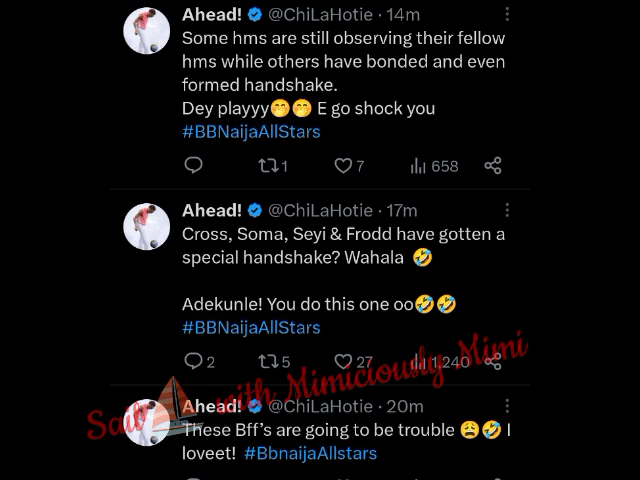 Ahead! @ChiLaHotie · 14m
Some hms are still observing their fellow
hms while others have bonded and even
formed handshake.
Dey playyy🤭🤭 E go shock you
#BBNaijaAllStars
1 7 658
Ahead! @ChiLaHotie · 17m
Cross, Soma, Seyi & Frodd have gotten a
special handshake? Wahala 🤣
Adekunle! You do this one oo🤣🤣
#BBNaijaAllStars
2 5 27 1,240
Sail with Mimiciously Mimi
Ahead! @ChiLaHotie · 20m
These Bff's are going to be trouble 😩🤣 I
loveet! #BbnaijaAllstars